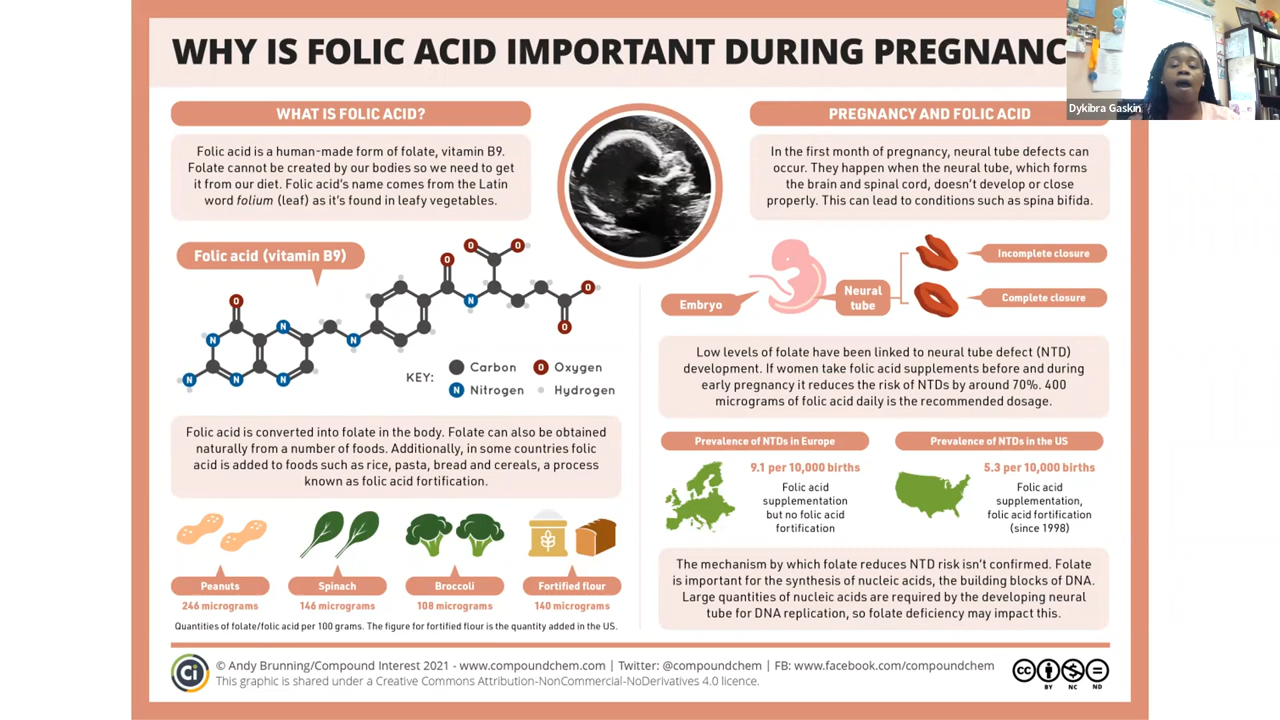 WHY IS FOLIC ACID IMPORTANT DURING PREGNANC
Dykibra Gaskin
WHAT IS FOLIC ACID?
Folic acid is a human-made form of folate, vitamin B9.
Folate cannot be created by our bodies so we need to get
it from our diet. Folic acid's name comes from the Latin
word folium (leaf) as it's found in leafy vegetables.
Folic acid (vitamin B9)
O
O
O
O
O
O
N
N
N
N
N
N
N
KEY:
Carbon
O Oxygen
N Nitrogen
Hydrogen
Folic acid is converted into folate in the body. Folate can also be obtained
naturally from a number of foods. Additionally, in some countries folic
acid is added to foods such as rice, pasta, bread and cereals, a process
known as folic acid fortification.
Peanuts
246 micrograms
Spinach
146 micrograms
Broccoli
108 micrograms
Fortified flour
140 micrograms
Quantities of folate/folic acid per 100 grams. The figure for fortified flour is the quantity added in the US.
PREGNANCY AND FOLIC ACID
In the first month of pregnancy, neural tube defects can
occur. They happen when the neural tube, which forms
the brain and spinal cord, doesn't develop or close
properly. This can lead to conditions such as spina bifida.
Embryo
Neural
tube
Incomplete closure
Complete closure
Low levels of folate have been linked to neural tube defect (NTD)
development. If women take folic acid supplements before and during
early pregnancy it reduces the risk of NTDs by around 70%. 400
micrograms of folic acid daily is the recommended dosage.
Prevalence of NTDs in Europe
9.1 per 10,000 births
Folic acid
supplementation
but no folic acid
fortification
Prevalence of NTDs in the US
5.3 per 10,000 births
Folic acid
supplementation,
folic acid fortification
(since 1998)
The mechanism by which folate reduces NTD risk isn't confirmed. Folate
is important for the synthesis of nucleic acids, the building blocks of DNA.
Large quantities of nucleic acids are required by the developing neural
tube for DNA replication, so folate deficiency may impact this.
Ci
© Andy Brunning/Compound Interest 2021 - www.compoundchem.com | Twitter: @compoundchem | FB: www.facebook.com/compoundchem
This graphic is shared under a Creative Commons Attribution-NonCommercial-NoDerivatives 4.0 licence.
CC
BY NC ND